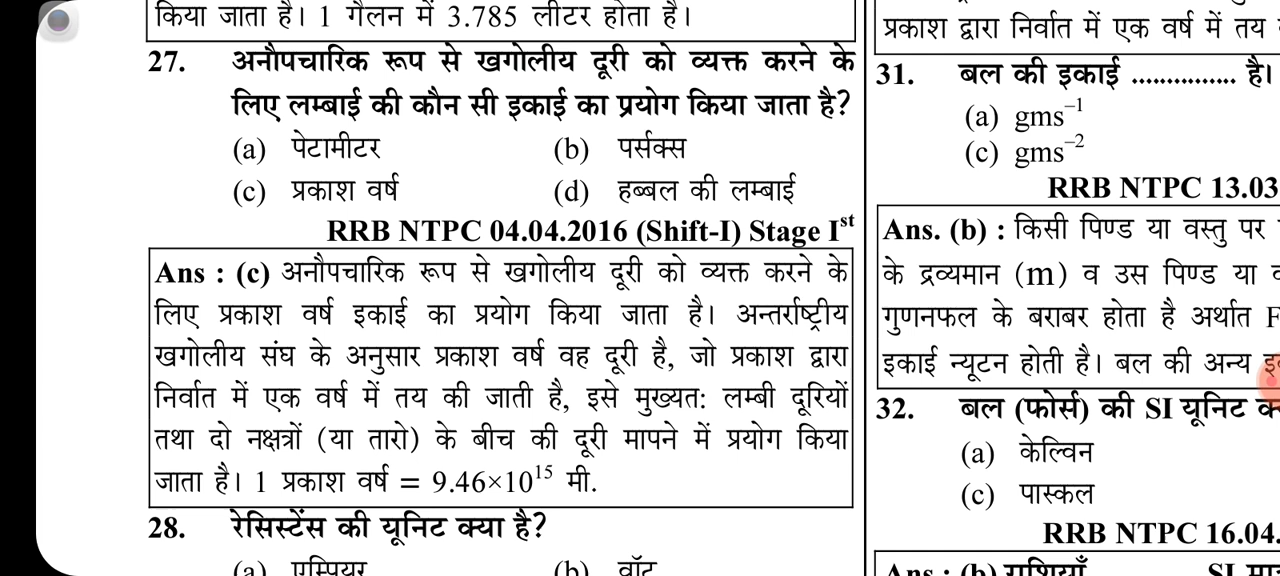 किया जाता है। 1 गैलन में 3.785 लीटर होता है।
27. अनौपचारिक रूप से खगोलीय दूरी को व्यक्त करने के
लिए लम्बाई की कौन सी इकाई का प्रयोग किया जाता है?
(a) पेटामीटर (b) पर्सक्स
(c) प्रकाश वर्ष (d) हब्बल की लम्बाई
RRB NTPC 04.04.2016 (Shift-I) Stage Ist
Ans : (c) अनौपचारिक रूप से खगोलीय दूरी को व्यक्त करने के
लिए प्रकाश वर्ष इकाई का प्रयोग किया जाता है। अन्तर्राष्ट्रीय
खगोलीय संघ के अनुसार प्रकाश वर्ष वह दूरी है, जो प्रकाश द्वारा
निर्वात में एक वर्ष में तय की जाती है, इसे मुख्यत: लम्बी दूरियों
तथा दो नक्षत्रों (या तारो) के बीच की दूरी मापने में प्रयोग किया
जाता है। 1 प्रकाश वर्ष = 9.46×10¹⁵ मी.
28. रेसिस्टेंस की यूनिट क्या है?
(a) एम्पियर (b) वॉट
प्रकाश द्वारा निर्वात में एक वर्ष में तय
31. बल की इकाई ................ है।
(a) gms⁻¹
(c) gms⁻²
RRB NTPC 13.03
Ans. (b) : किसी पिण्ड या वस्तु पर
के द्रव्यमान (m) व उस पिण्ड या
गुणनफल के बराबर होता है अर्थात F
इकाई न्यूटन होती है। बल की अन्य
32. बल (फोर्स) की SI यूनिट
(a) केल्विन
(c) पास्कल
RRB NTPC 16.04.
Ans : (b) राशियाँ SI